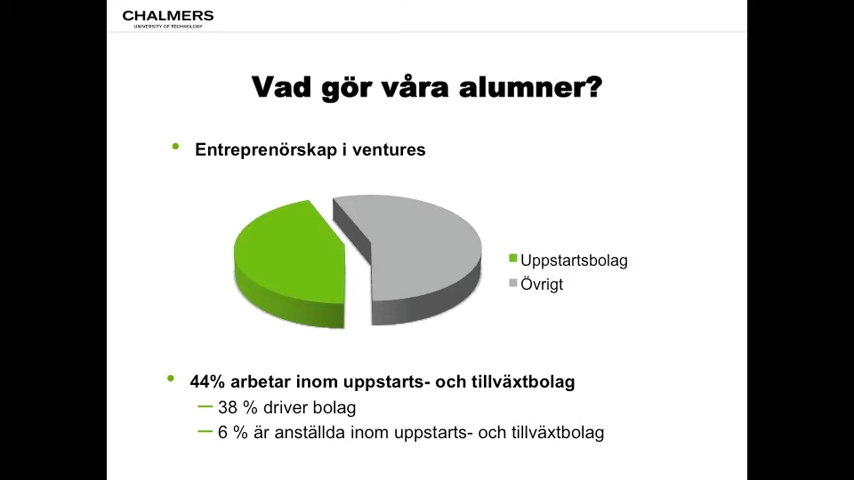 CHALMERS
UNIVERSITY OF TECHNOLOGY
Vad gör våra alumner?
Entreprenörskap i ventures
Uppstartsbolag
Övrigt
44% arbetar inom uppstarts- och tillväxtbolag
38 % driver bolag
6 % är anställda inom uppstarts- och tillväxtbolag